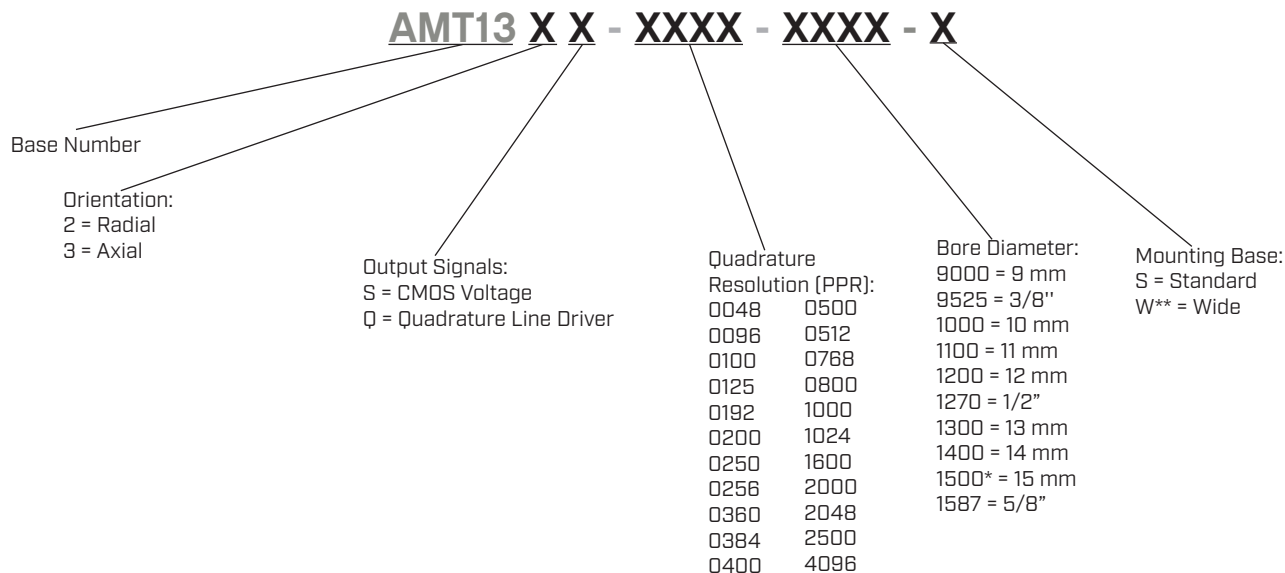 AMT13 X X - XXXX - XXXX - X
Base Number
Orientation:
2 = Radial
3 = Axial
Output Signals:
S = CMOS Voltage
Q = Quadrature Line Driver
Quadrature
Resolution (PPR):
0048
0096
0100
0125
0192
0200
0250
0256
0360
0384
0400
0500
0512
0768
0800
1000
1024
1600
2000
2048
2500
4096
Bore Diameter:
9000 = 9 mm
9525 = 3/8''
1000 = 10 mm
1100 = 11 mm
1200 = 12 mm
1270 = 1/2”
1300 = 13 mm
1400 = 14 mm
1500* = 15 mm
1587 = 5/8”
Mounting Base:
S = Standard
W** = Wide